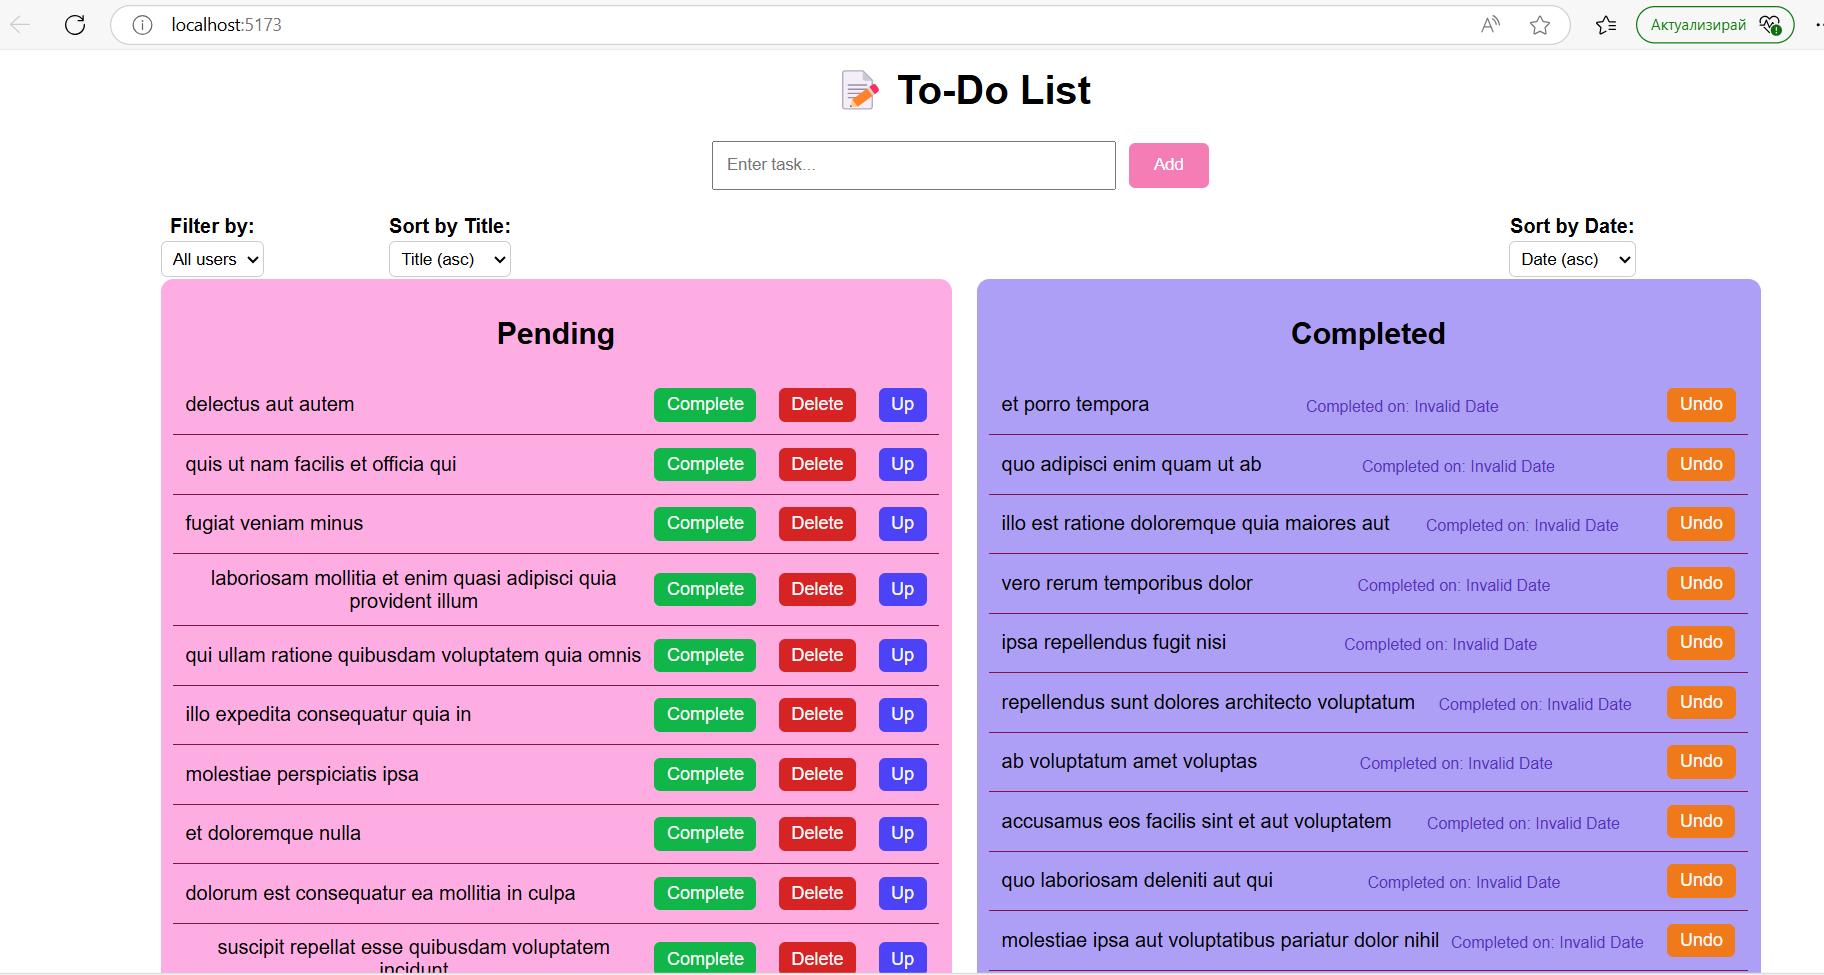 localhost:5173
Актуализирай
To-Do List
Enter task...
Add
Filter by:
Sort by Title:
Sort by Date:
All users
Title (asc)
Date (asc)
Pending
delectus aut autem Complete Delete Up
quis ut nam facilis et officia qui Complete Delete Up
fugiat veniam minus Complete Delete Up
laboriosam mollitia et enim quasi adipisci quia
provident illum Complete Delete Up
qui ullam ratione quibusdam voluptatem quia omnis Complete Delete Up
illo expedita consequatur quia in Complete Delete Up
molestiae perspiciatis ipsa Complete Delete Up
et doloremque nulla Complete Delete Up
dolorum est consequatur ea mollitia in culpa Complete Delete Up
suscipit repellat esse quibusdam voluptatem
incidunt Complete Delete Up
Completed
et porro tempora Completed on: Invalid Date Undo
quo adipisci enim quam ut ab Completed on: Invalid Date Undo
illo est ratione doloremque quia maiores aut Completed on: Invalid Date Undo
vero rerum temporibus dolor Completed on: Invalid Date Undo
ipsa repellendus fugit nisi Completed on: Invalid Date Undo
repellendus sunt dolores architecto voluptatum Completed on: Invalid Date Undo
ab voluptatum amet voluptas Completed on: Invalid Date Undo
accusamus eos facilis sint et aut voluptatem Completed on: Invalid Date Undo
quo laboriosam deleniti aut qui Completed on: Invalid Date Undo
molestiae ipsa aut voluptatibus pariatur dolor nihil Completed on: Invalid Date Undo